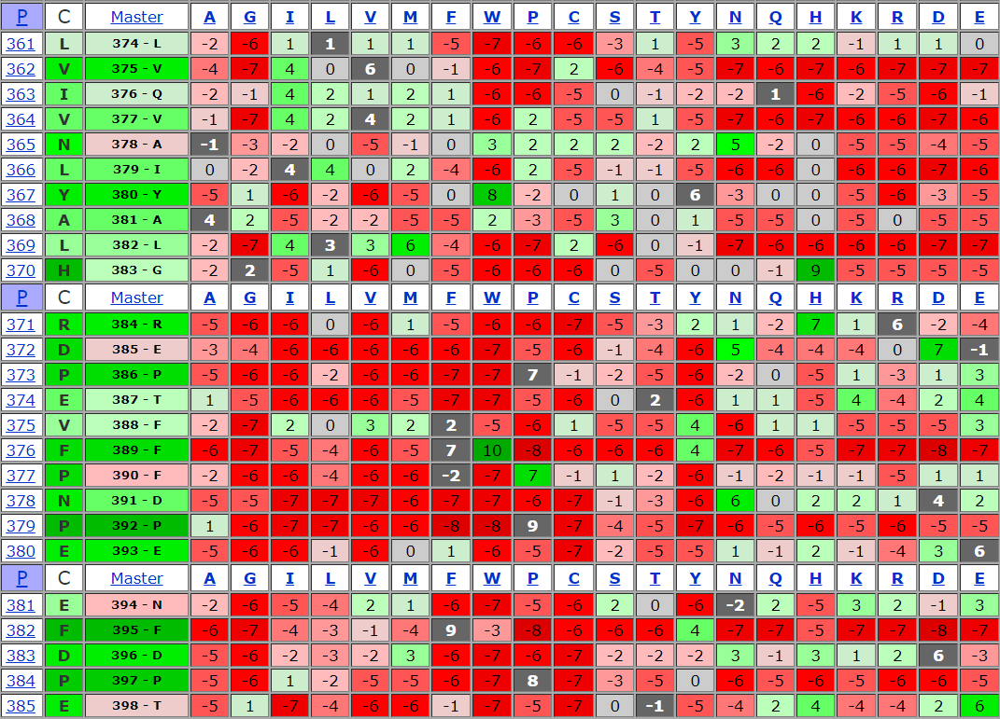 P C Master A G I L V M F W P C S T Y N Q H K R D E
361 L 374 - L -2 -6 1 1 1 1 -5 -7 -6 -6 -3 1 -5 3 2 2 -1 1 1 0
362 V 375 - V -4 -7 4 0 6 0 -1 -6 -7 2 -6 -4 -5 -7 -6 -7 -6 -7 -7 -7
363 I 376 - Q -2 -1 4 2 1 2 1 -6 -6 -5 0 -1 -2 -2 1 -6 -2 -5 -6 -1
364 V 377 - V -1 -7 4 2 4 2 1 -6 2 -5 -5 1 -5 -7 -6 -7 -6 -6 -7 -6
365 N 378 - A -1 -3 -2 0 -5 -1 0 3 2 2 2 -2 2 5 -2 0 -5 -5 -4 -5
366 L 379 - I 0 -2 4 4 0 2 -4 -6 2 -5 -1 -1 -5 -6 -6 0 -6 -6 -7 -6
367 Y 380 - Y -5 1 -6 -2 -6 -5 0 8 -2 0 1 0 6 -3 0 0 -5 -6 -3 -5
368 A 381 - A 4 2 -5 -2 -2 -5 -5 2 -3 -5 3 0 1 -5 -5 0 -5 0 -5 -5
369 L 382 - L -2 -7 4 3 3 6 -4 -6 -7 2 -6 0 -1 -7 -6 -6 -6 -6 -7 -7
370 H 383 - G -2 2 -5 1 -6 0 -5 -6 -6 -6 0 -5 0 0 -1 9 -5 -5 -5 -5
P C Master A G I L V M F W P C S T Y N Q H K R D E
371 R 384 - R -5 -6 -6 0 -6 1 -5 -6 -6 -7 -5 -3 2 1 -2 7 1 6 -2 -4
372 D 385 - E -3 -4 -6 -6 -6 -6 -6 -7 -5 -6 -1 -4 -6 5 -4 -4 -4 0 7 -1
373 P 386 - P -5 -6 -6 -2 -6 -6 -7 -7 7 -1 -2 -5 -6 -2 0 -5 1 -3 1 3
374 E 387 - T 1 -5 -6 -6 -6 -5 -7 -7 -5 -6 0 2 -6 1 1 -5 4 -4 2 4
375 V 388 - F -2 -7 2 0 3 2 2 -5 -6 1 -5 -5 4 -6 1 1 -5 -5 -5 3
376 F 389 - F -6 -7 -5 -4 -6 -5 7 10 -8 -6 -6 -6 4 -7 -6 -5 -7 -7 -8 -7
377 P 390 - F -2 -6 -6 -4 -6 -6 -2 -7 7 -1 1 -2 -6 -1 -2 -1 -1 -5 1 1
378 N 391 - D -5 -5 -7 -7 -7 -6 -7 -7 -6 -7 -1 -3 -6 6 0 2 2 1 4 2
379 P 392 - P 1 -6 -7 -7 -6 -7 -8 -8 9 -7 -4 -5 -7 -6 -5 -6 -5 -6 -5 -5
380 E 393 - E -5 -6 -6 -1 -6 0 1 -6 -5 -7 -2 -5 -5 1 -1 2 -1 -4 3 6
P C Master A G I L V M F W P C S T Y N Q H K R D E
381 E 394 - N -2 -6 -5 -4 2 1 -6 -7 -5 -6 2 0 -6 -2 2 -5 3 2 -1 3
382 F 395 - F -6 -7 -4 -3 -1 -4 9 -3 -8 -6 -6 -6 4 -7 -7 -5 -7 -7 -8 -7
383 D 396 - D -5 -6 -2 -3 -2 3 -6 -7 -6 -7 -2 -2 -2 3 -1 3 1 2 6 -3
384 P 397 - P -5 -6 1 -2 -5 -5 -6 -7 8 -7 -3 -5 0 -6 -5 -6 -5 -6 -6 -5
385 E 398 - T -5 1 -7 -4 -6 -6 -1 -7 -5 -7 0 -1 -5 -4 2 4 -4 -4 2 6